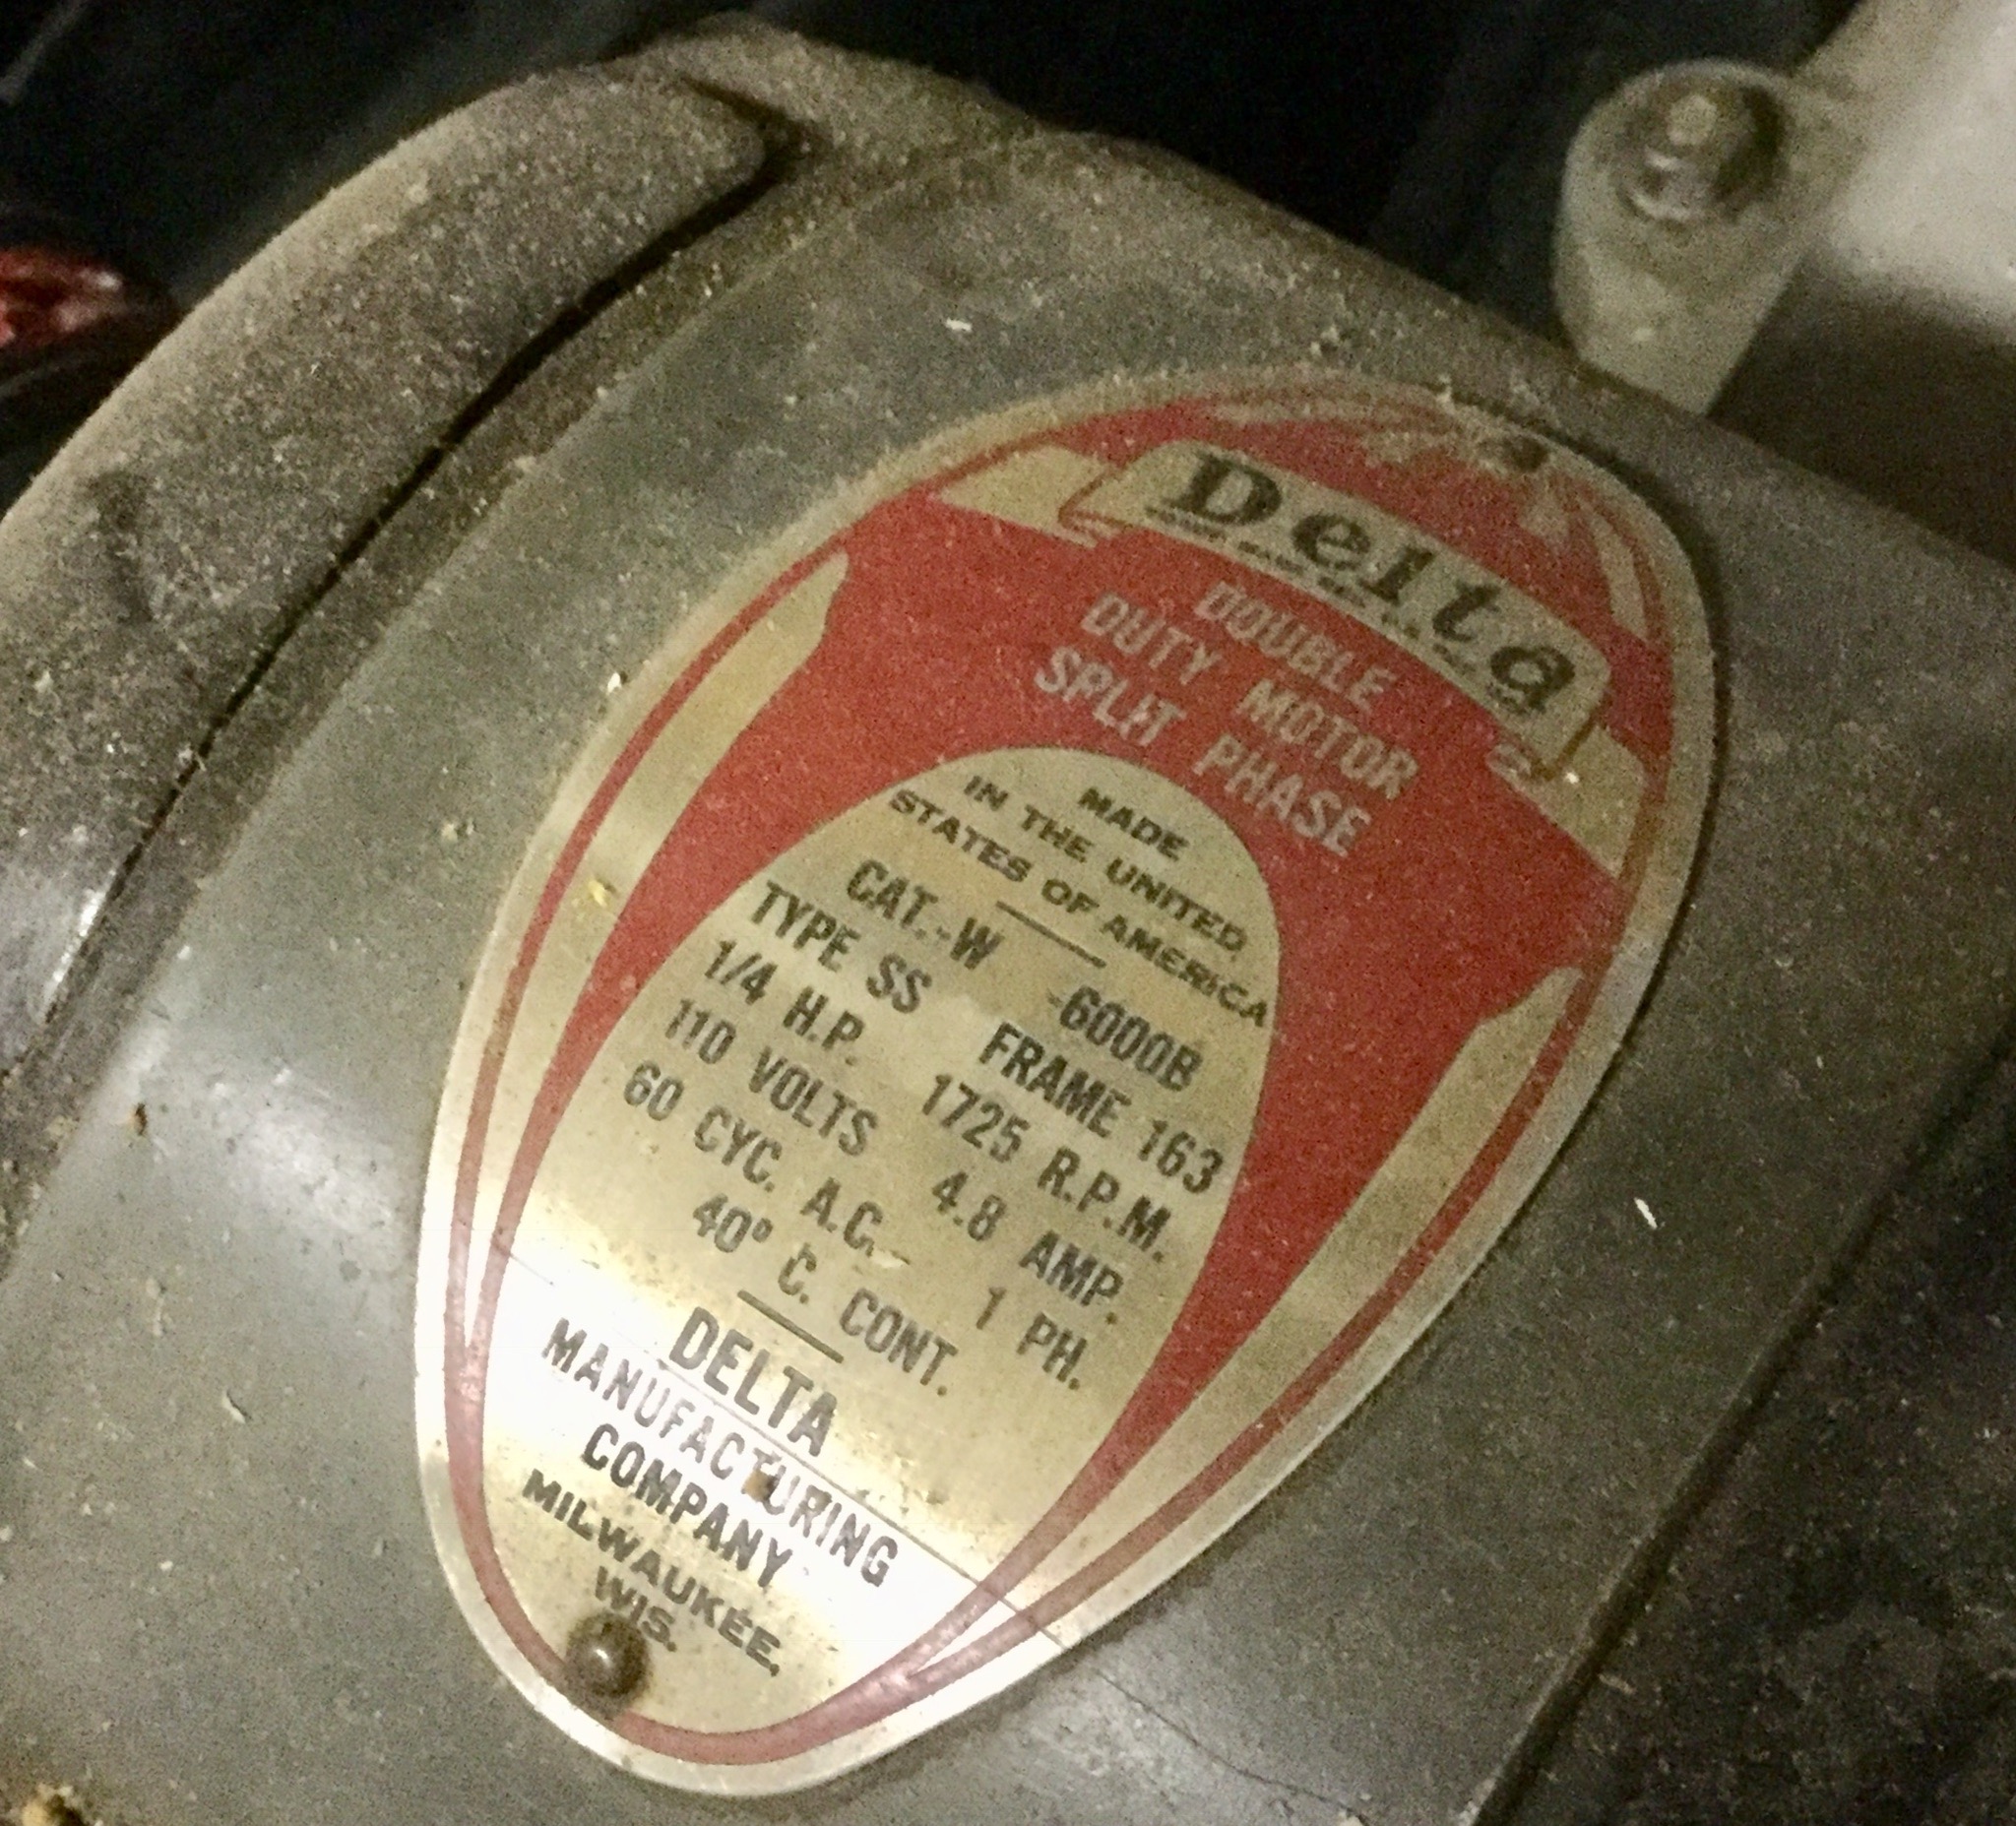 Delta
DOUBLE
DUTY MOTOR
SPLIT PHASE
MADE
IN THE UNITED
STATES OF AMERICA
CAT.-W -6000B
TYPE SS FRAME 163
1/4 H.P. 1725 R.P.M.
110 VOLTS 4.8 AMP.
60 CYC. A.C. 1 PH.
40° C. CONT.
DELTA
MANUFACTURING
COMPANY
MILWAUKEE,
WIS.